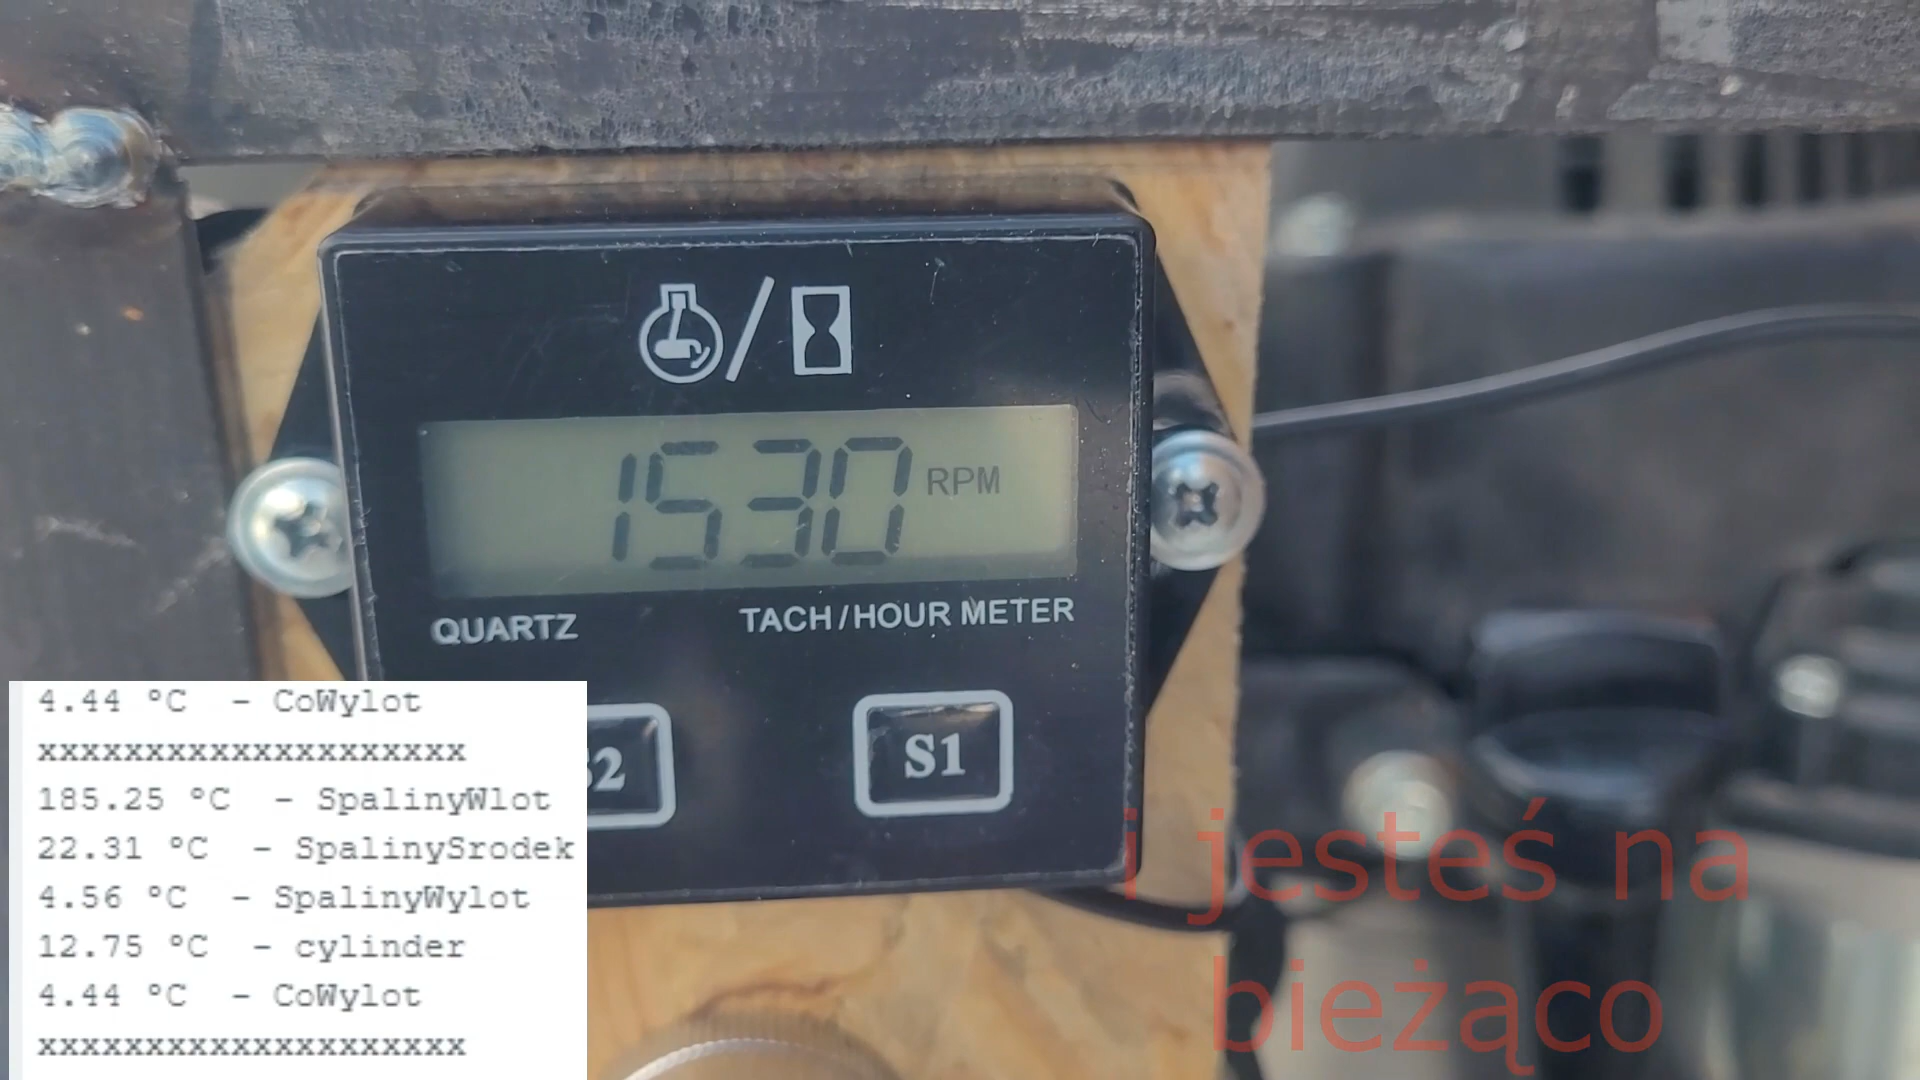 1530 RPM
QUARTZ TACH/HOUR METER
S2 S1
4.44 °C - CoWylot
xxxxxxxxxxxxxxxxxxxx
185.25 °C - SpalinyWlot
22.31 °C - SpalinySrodek
4.56 °C - SpalinyWylot
12.75 °C - cylinder
4.44 °C - CoWylot
xxxxxxxxxxxxxxxxxxxx
i jesteś na
bieżąco